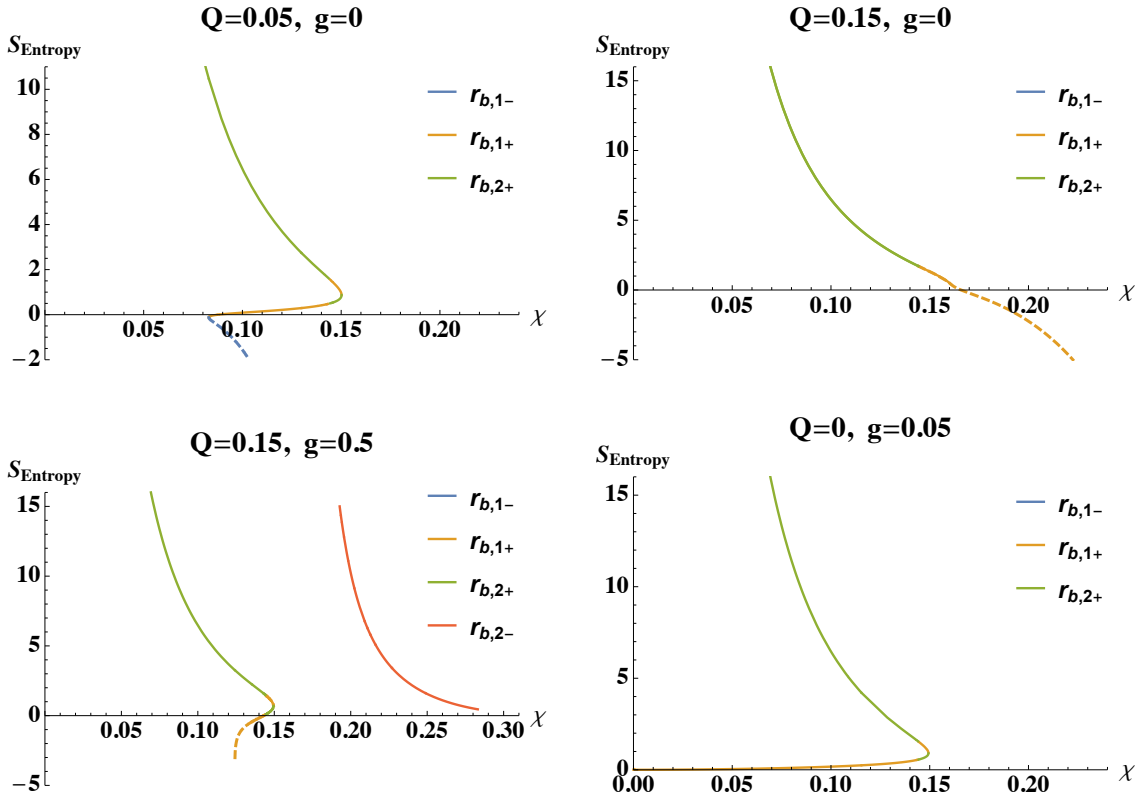 Q=0.05, g=0
S_Entropy
10
8
6
4
2
0
−2
0.05 0.10 0.15 0.20 χ
r_b,1−
r_b,1+
r_b,2+
Q=0.15, g=0
S_Entropy
15
10
5
0
−5
0.05 0.10 0.15 0.20 χ
r_b,1−
r_b,1+
r_b,2+
Q=0.15, g=0.5
S_Entropy
15
10
5
0
−5
0.05 0.10 0.15 0.20 0.25 0.30 χ
r_b,1−
r_b,1+
r_b,2+
r_b,2−
Q=0, g=0.05
S_Entropy
15
10
5
0
0.00 0.05 0.10 0.15 0.20 χ
r_b,1−
r_b,1+
r_b,2+